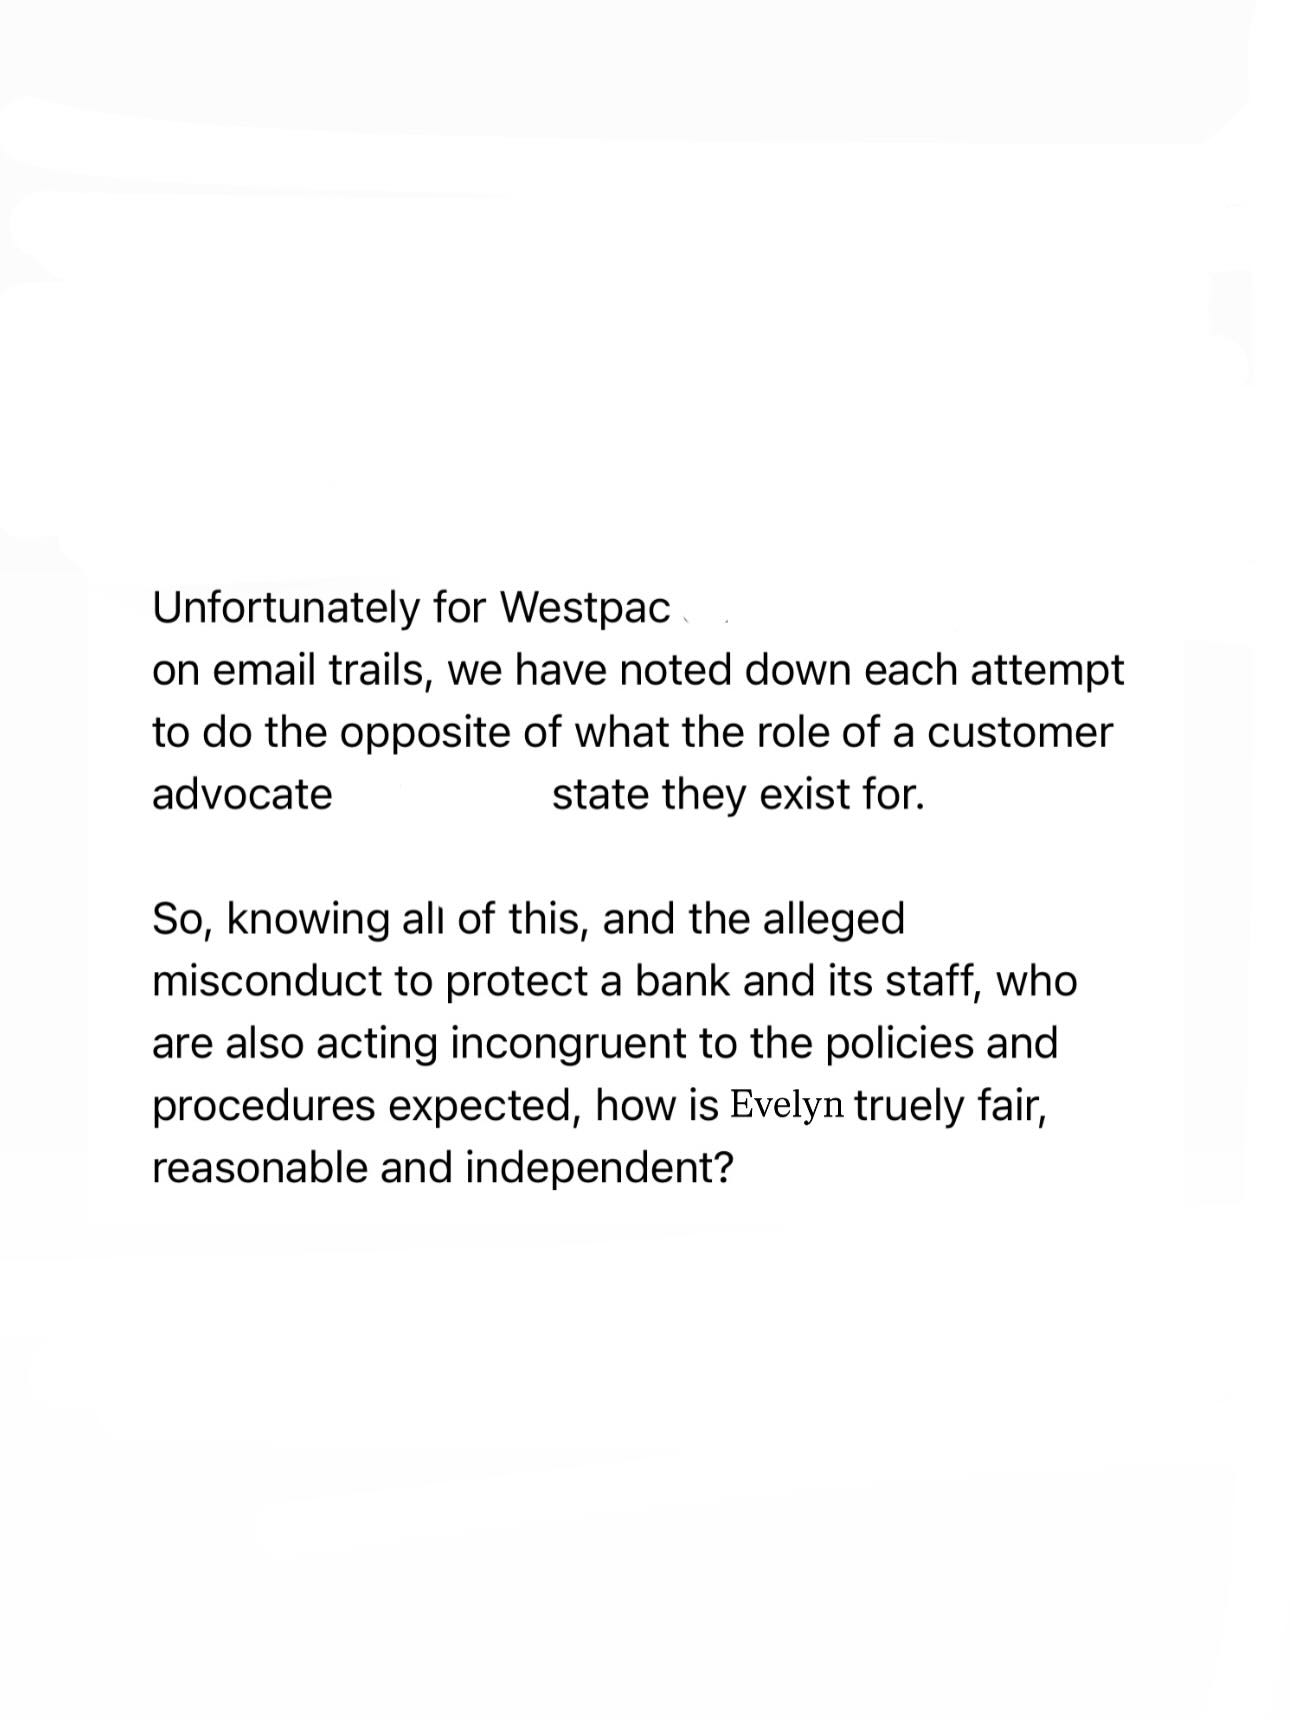 Unfortunately for Westpac
on email trails, we have noted down each attempt
to do the opposite of what the role of a customer
advocate state they exist for.
So, knowing all of this, and the alleged
misconduct to protect a bank and its staff, who
are also acting incongruent to the policies and
procedures expected, how is Evelyn truely fair,
reasonable and independent?